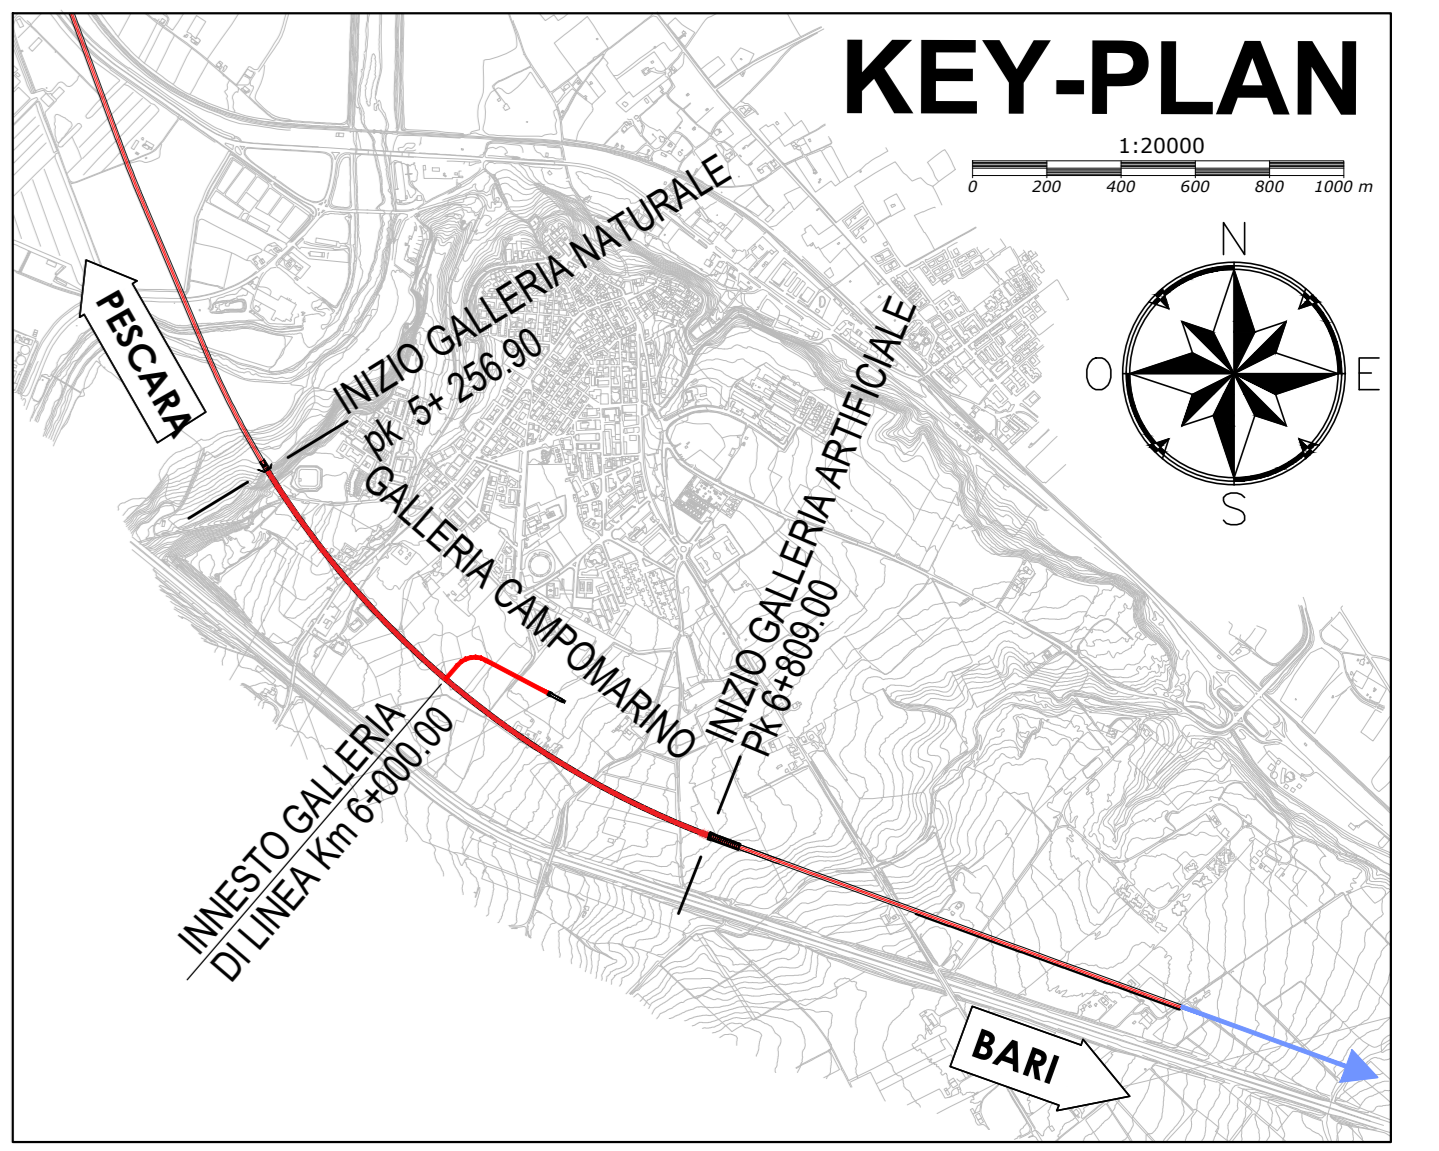 KEY-PLAN
1:20000
0 200 400 600 800 1000 m
N
O
E
S
PESCARA
INIZIO GALLERIA NATURALE
pk 5+ 256.90
GALLERIA CAMPOMARINO
INIZIO GALLERIA ARTIFICIALE
Pk 6+809.00
INNESTO GALLERIA
DI LINEA Km 6+000.00
BARI